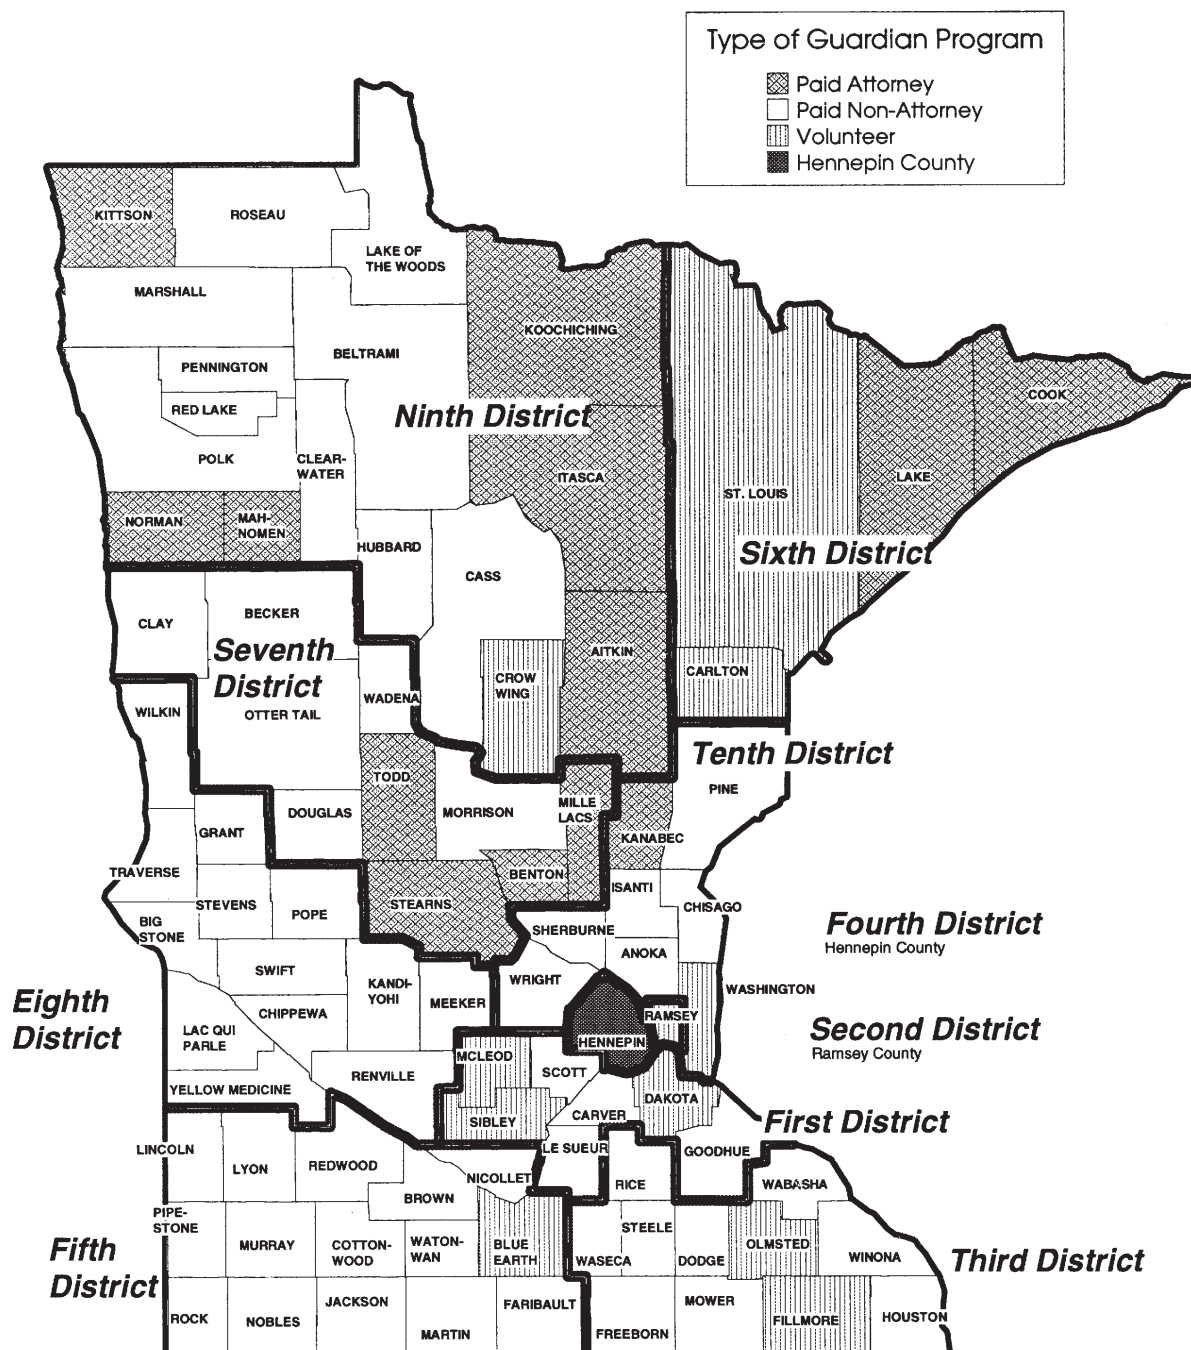 Type of Guardian Program
Paid Attorney
Paid Non-Attorney
Volunteer
Hennepin County
KITTSON
ROSEAU
LAKE OF
THE WOODS
MARSHALL
KOOCHICHING
BELTRAMI
PENNINGTON
RED LAKE
COOK
Ninth District
POLK
CLEAR-
WATER
ITASCA
LAKE
ST. LOUIS
NORMAN
MAH-
NOMEN
HUBBARD
CASS
Sixth District
CLAY
BECKER
Seventh
District
AITKIN
CARLTON
CROW
WING
WADENA
WILKIN
OTTER TAIL
Tenth District
TODD
PINE
DOUGLAS
MORRISON
MILLE
LACS
GRANT
KANABEC
TRAVERSE
BENTON
ISANTI
STEVENS
POPE
STEARNS
CHISAGO
BIG
STONE
SHERBURNE
Fourth District
Hennepin County
ANOKA
SWIFT
KANDI-
YOHI
MEEKER
WRIGHT
WASHINGTON
Eighth
District
CHIPPEWA
RAMSEY
LAC QUI
PARLE
HENNEPIN
Second District
Ramsey County
MCLEOD
SCOTT
RENVILLE
YELLOW MEDICINE
DAKOTA
CARVER
SIBLEY
First District
LINCOLN
LYON
REDWOOD
LE SUEUR
GOODHUE
NICOLLET
RICE
WABASHA
BROWN
PIPE-
STONE
STEELE
MURRAY
COTTON-
WOOD
WATON-
WAN
BLUE
EARTH
WASECA
DODGE
OLMSTED
WINONA
Fifth
District
Third District
ROCK
NOBLES
JACKSON
MARTIN
FARIBAULT
FREEBORN
MOWER
FILLMORE
HOUSTON